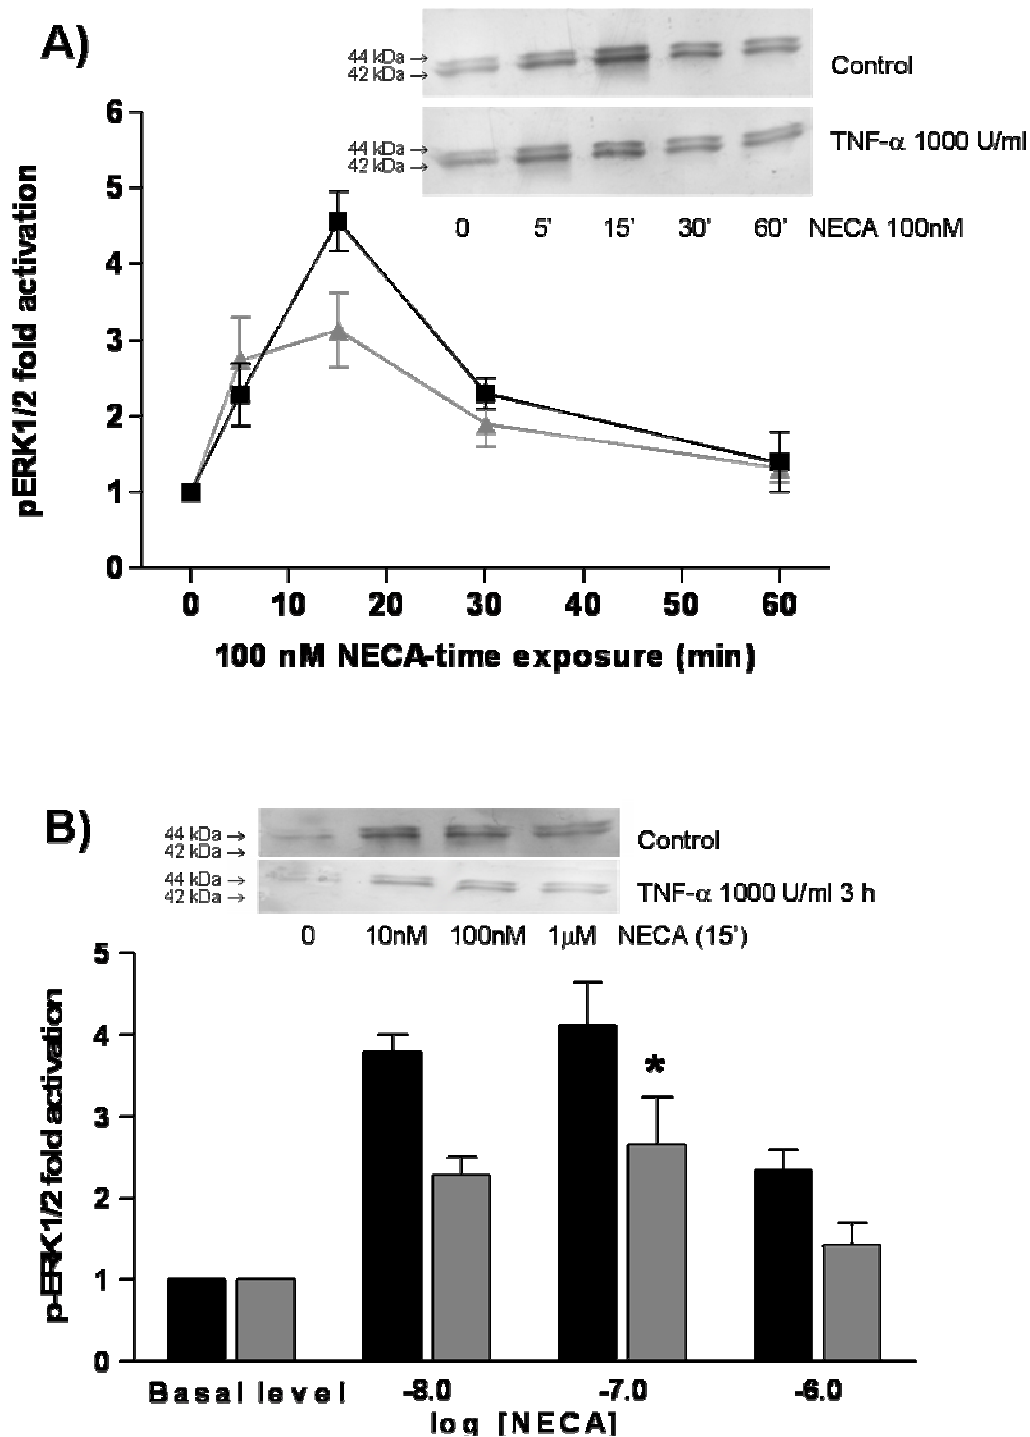 A)
44 kDa →
42 kDa →
Control
44 kDa →
42 kDa →
TNF-α 1000 U/ml
0 5' 15' 30' 60' NECA 100nM
pERK1/2 fold activation
6
5
4
3
2
1
0
0 10 20 30 40 50 60
100 nM NECA-time exposure (min)
B)
44 kDa →
42 kDa →
Control
44 kDa →
42 kDa →
TNF-α 1000 U/ml 3 h
0 10nM 100nM 1μM NECA (15')
p-ERK1/2 fold activation
5
4
*
3
2
1
0
Basal level -8.0 -7.0 -6.0
log [NECA]